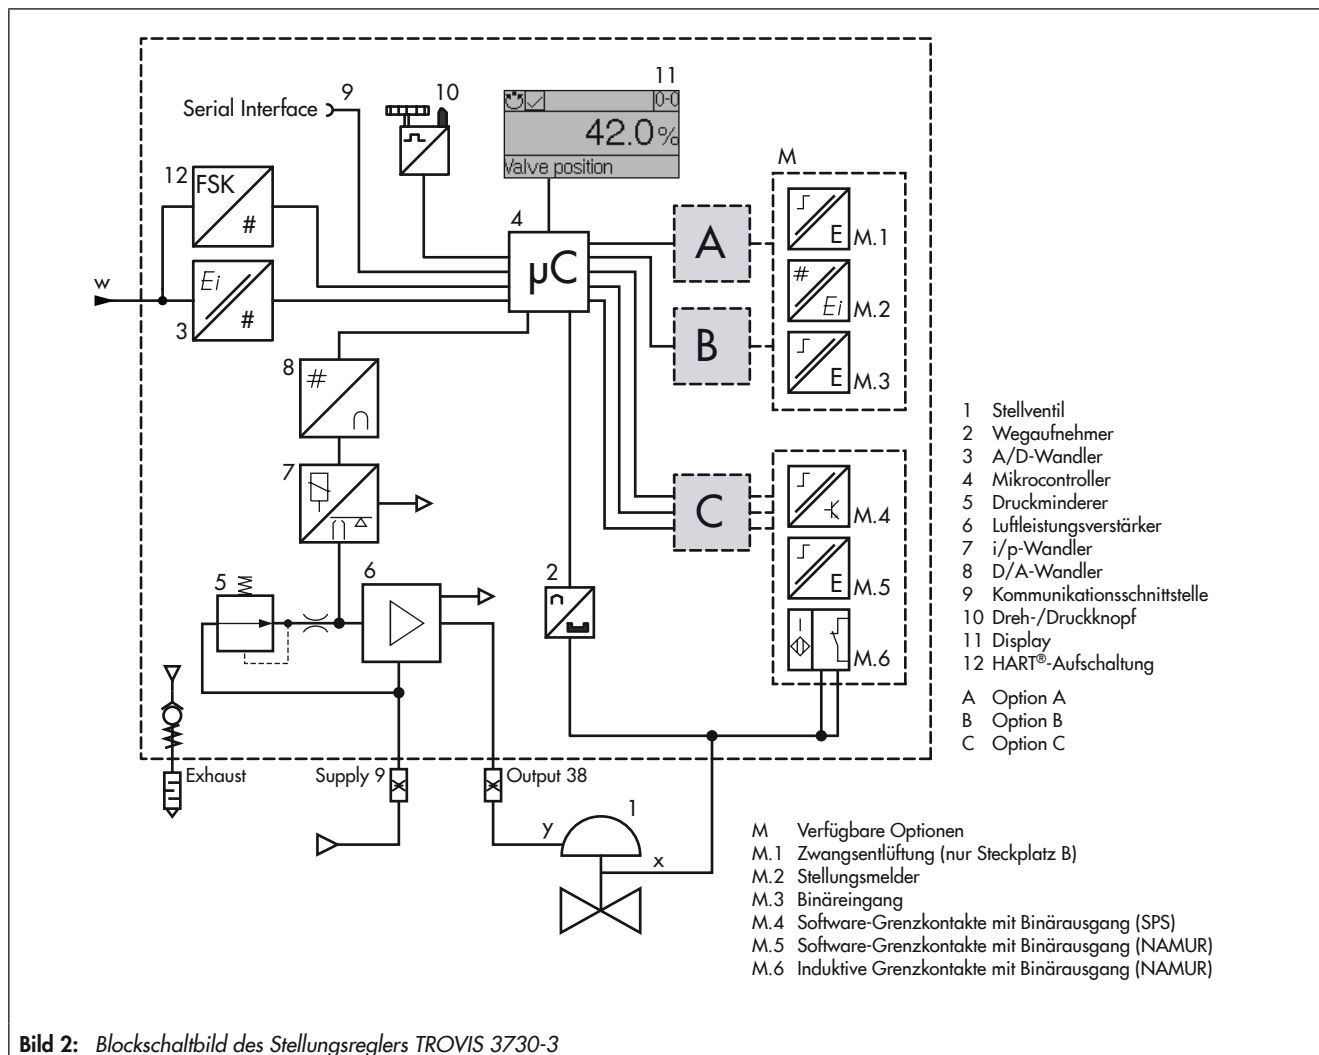 11
9
10
Serial Interface
0-0
42.0%
Valve position
M
12
FSK
#
4
A
E
M.1
µC
w
Ei
#
3
#
Ei
M.2
B
8
#
E
M.3
7
C
M.4
5
6
2
E
M.5
M.6
Exhaust
Supply 9
Output 38
1
y
x
1 Stellventil
2 Wegaufnehmer
3 A/D-Wandler
4 Mikrocontroller
5 Druckminderer
6 Luftleistungsverstärker
7 i/p-Wandler
8 D/A-Wandler
9 Kommunikationsschnittstelle
10 Dreh-/Druckknopf
11 Display
12 HART®-Aufschaltung
A Option A
B Option B
C Option C
M Verfügbare Optionen
M.1 Zwangsentlüftung (nur Steckplatz B)
M.2 Stellungsmelder
M.3 Binäreingang
M.4 Software-Grenzkontakte mit Binärausgang (SPS)
M.5 Software-Grenzkontakte mit Binärausgang (NAMUR)
M.6 Induktive Grenzkontakte mit Binärausgang (NAMUR)
Bild 2: Blockschaltbild des Stellungsreglers TROVIS 3730-3